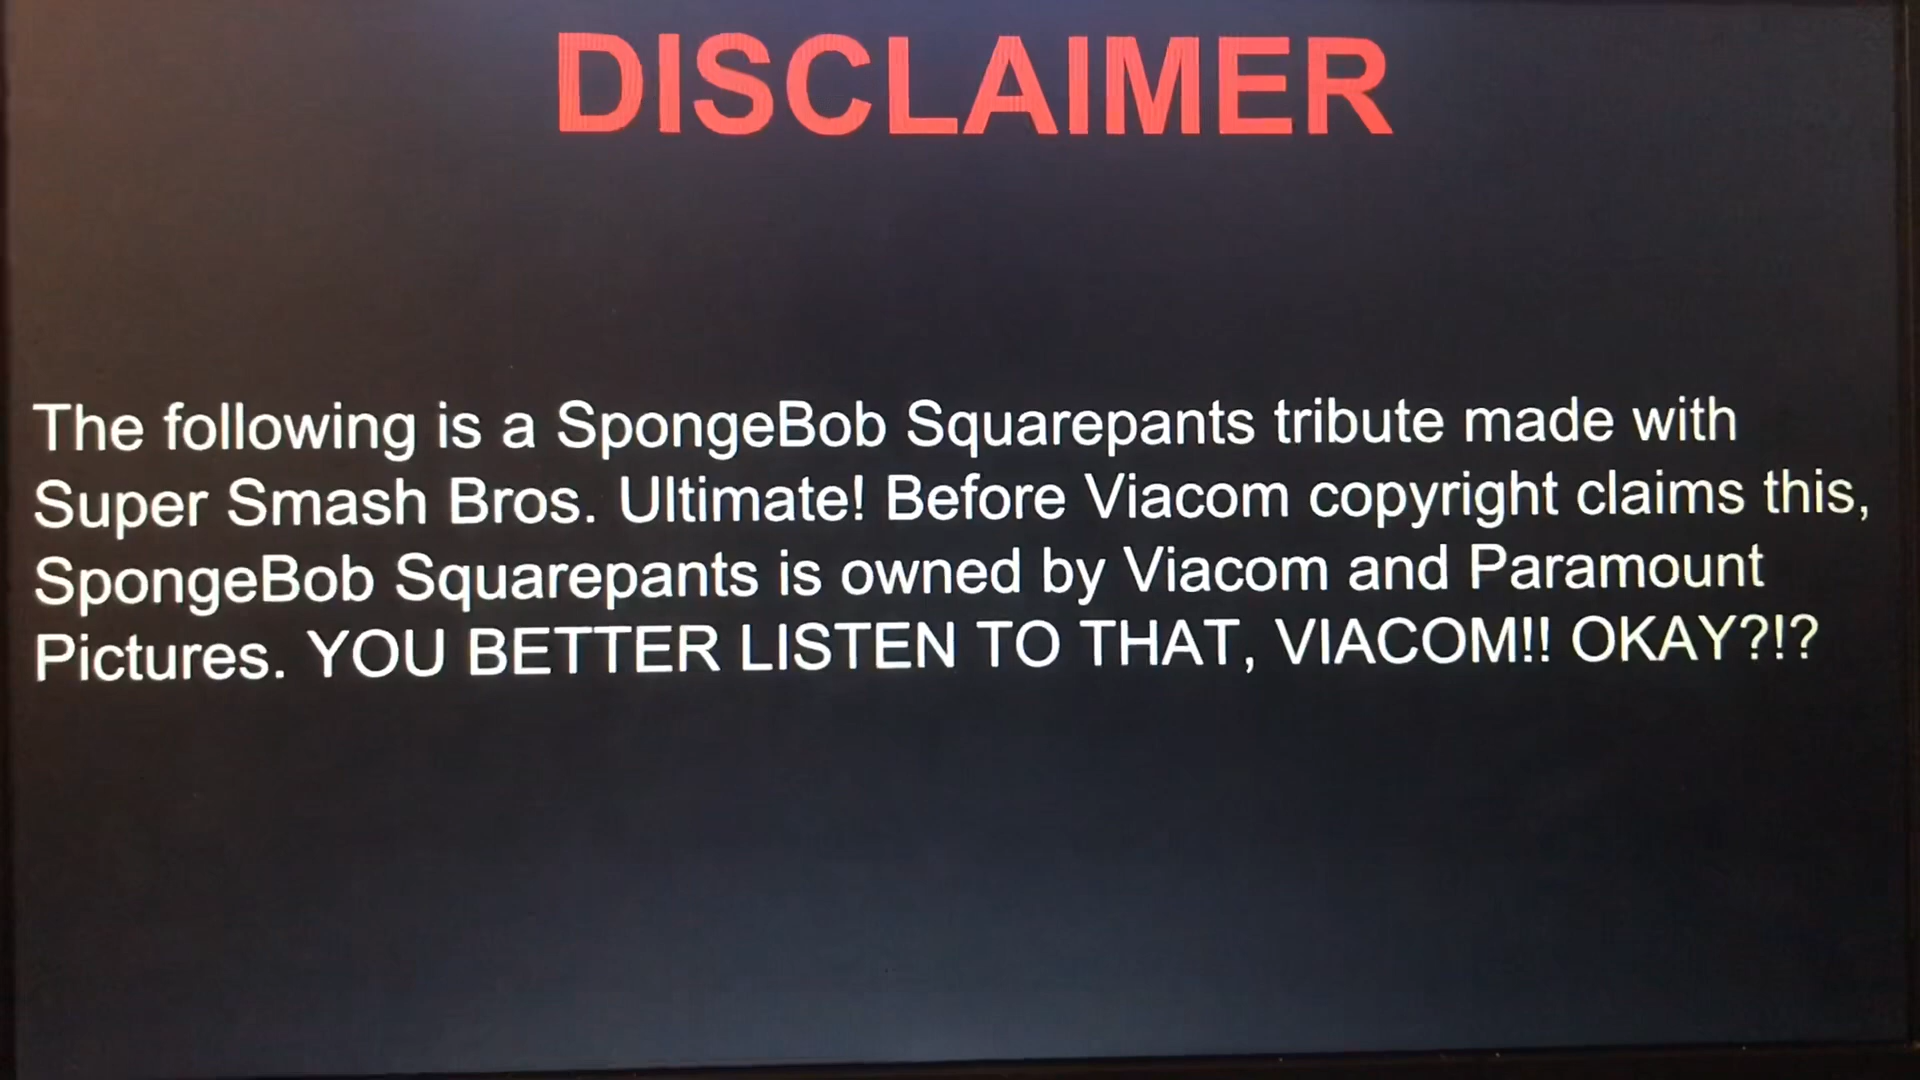 DISCLAIMER
The following is a SpongeBob Squarepants tribute made with
Super Smash Bros. Ultimate! Before Viacom copyright claims this,
SpongeBob Squarepants is owned by Viacom and Paramount
Pictures. YOU BETTER LISTEN TO THAT, VIACOM!! OKAY?!?